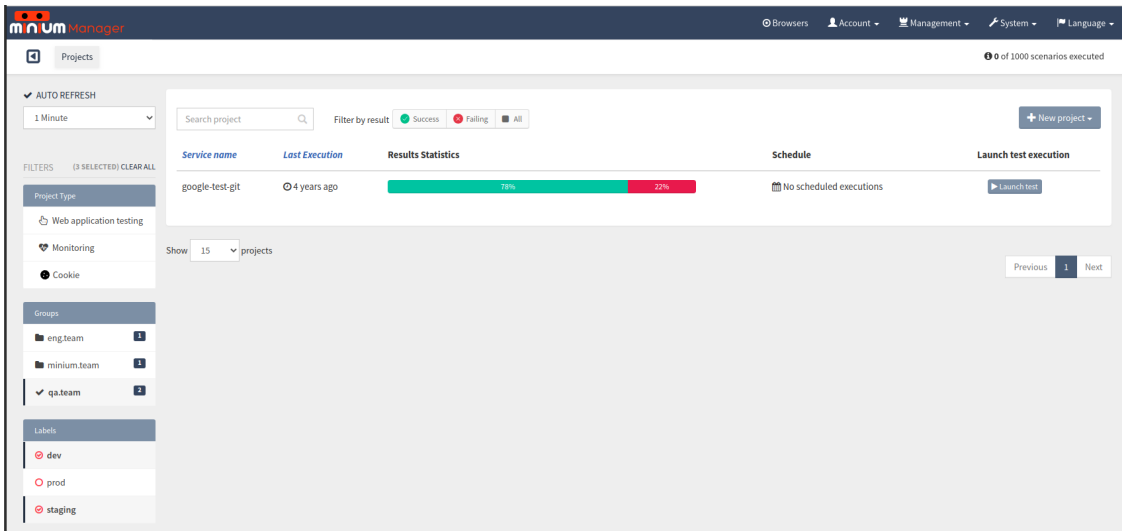 minium Manager
Browsers Account Management System Language
Projects
0 of 1000 scenarios executed
AUTO REFRESH
1 Minute
FILTERS (3 SELECTED) CLEAR ALL
Project Type
Web application testing
Monitoring
Cookie
Groups
eng.team 1
minium.team 1
qa.team 2
Labels
dev
prod
staging
Search project
Filter by result Success Failing All
New project
Service name Last Execution Results Statistics Schedule Launch test execution
google-test-git 4 years ago 78% 22% No scheduled executions Launch test
Show 15 projects
Previous 1 Next